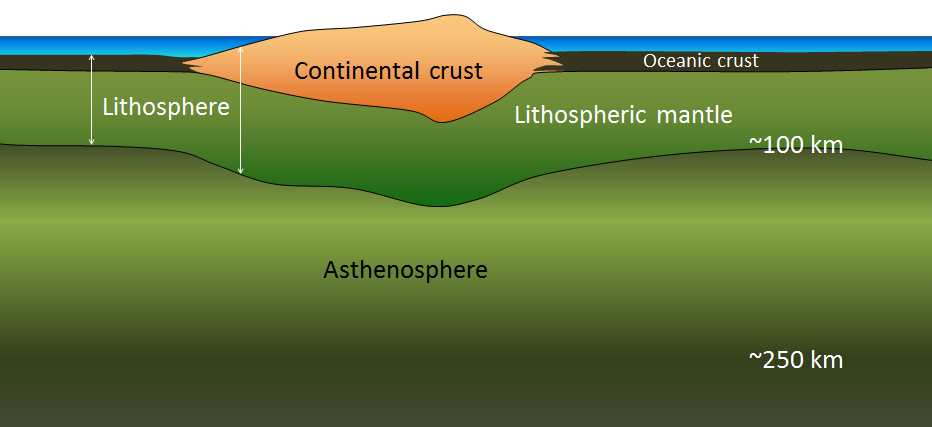 Oceanic crust
Continental crust
Lithosphere
Lithospheric mantle
~100 km
Asthenosphere
~250 km